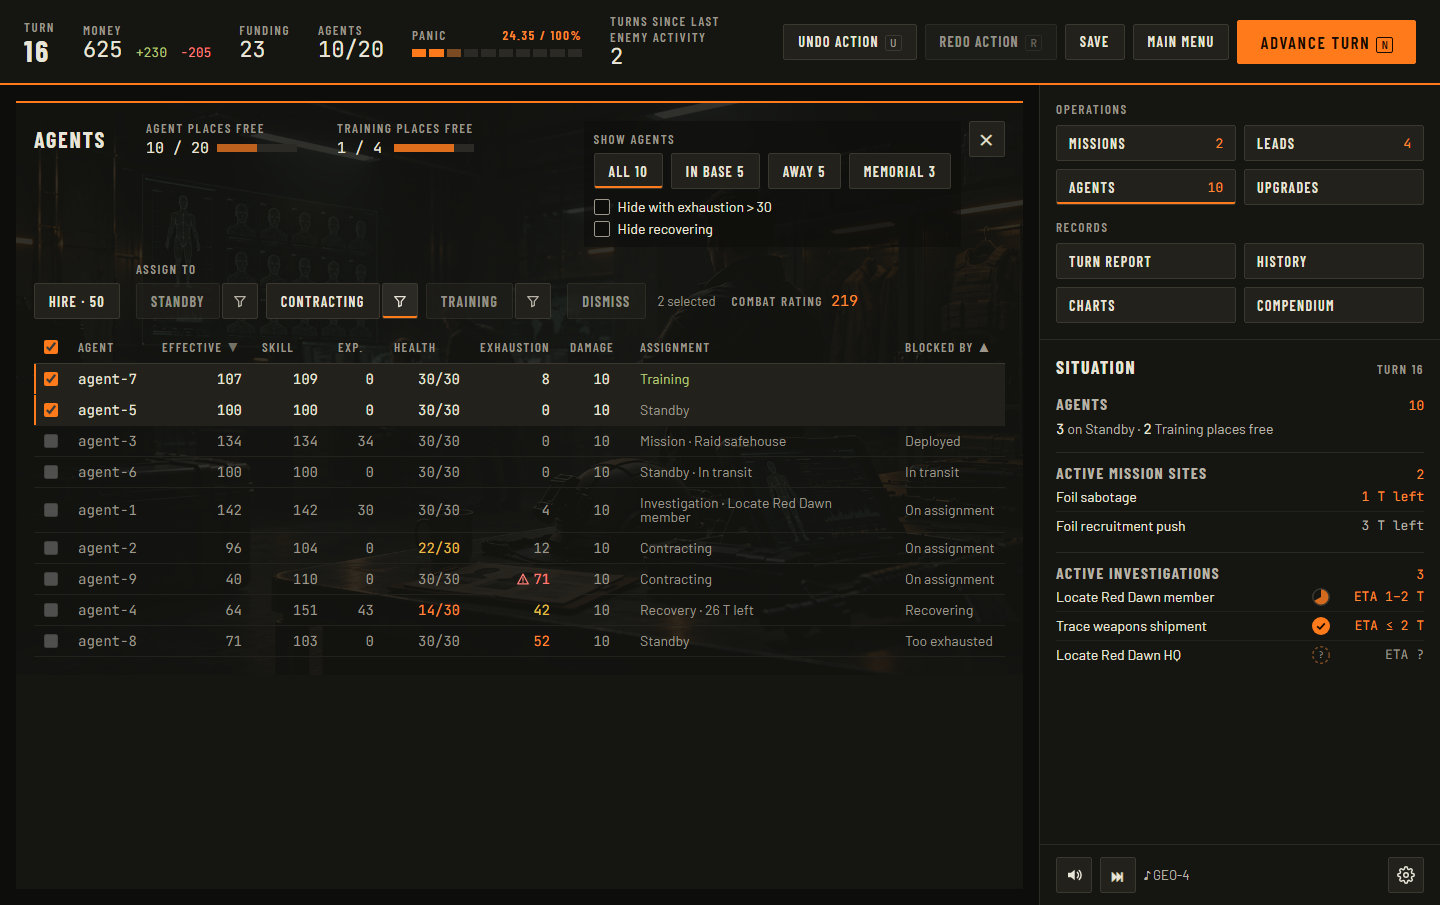 TURN
16
MONEY
625 +230 -205
FUNDING
23
AGENTS
10/20
PANIC 24.35 / 100%
TURNS SINCE LAST
ENEMY ACTIVITY
2
UNDO ACTION U
REDO ACTION R
SAVE
MAIN MENU
ADVANCE TURN N
AGENTS
AGENT PLACES FREE
10 / 20
TRAINING PLACES FREE
1 / 4
SHOW AGENTS
ALL 10
IN BASE 5
AWAY 5
MEMORIAL 3
Hide with exhaustion > 30
Hide recovering
ASSIGN TO
HIRE · 50
STANDBY
CONTRACTING
TRAINING
DISMISS
2 selected
COMBAT RATING 219
AGENT EFFECTIVE ▼ SKILL EXP. HEALTH EXHAUSTION DAMAGE ASSIGNMENT BLOCKED BY ▲
agent-7 107 109 0 30/30 8 10 Training
agent-5 100 100 0 30/30 0 10 Standby
agent-3 134 134 34 30/30 0 10 Mission · Raid safehouse Deployed
agent-6 100 100 0 30/30 0 10 Standby · In transit In transit
agent-1 142 142 30 30/30 4 10 Investigation · Locate Red Dawn member On assignment
agent-2 96 104 0 22/30 12 10 Contracting On assignment
agent-9 40 110 0 30/30 71 10 Contracting On assignment
agent-4 64 151 43 14/30 42 10 Recovery · 26 T left Recovering
agent-8 71 103 0 30/30 52 10 Standby Too exhausted
OPERATIONS
MISSIONS 2
LEADS 4
AGENTS 10
UPGRADES
RECORDS
TURN REPORT
HISTORY
CHARTS
COMPENDIUM
SITUATION TURN 16
AGENTS 10
3 on Standby · 2 Training places free
ACTIVE MISSION SITES 2
Foil sabotage 1 T left
Foil recruitment push 3 T left
ACTIVE INVESTIGATIONS 3
Locate Red Dawn member ETA 1–2 T
Trace weapons shipment ETA ≤ 2 T
Locate Red Dawn HQ ? ETA ?
♪ GEO-4